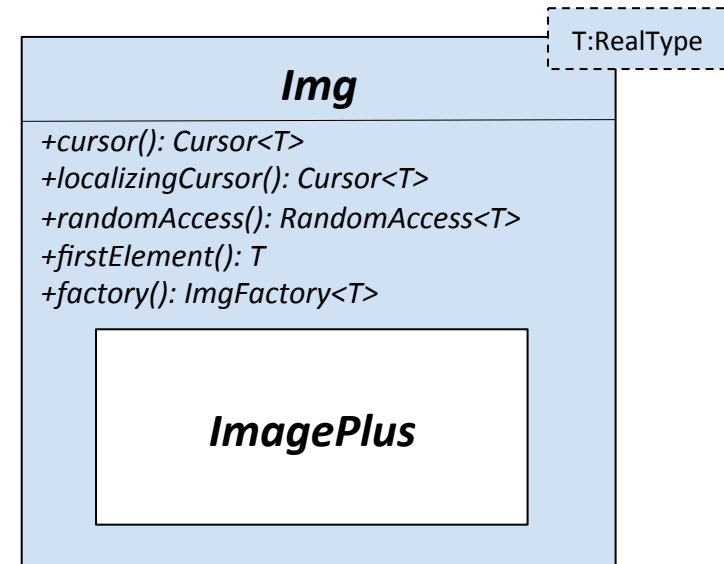 T:RealType
Img
+cursor(): Cursor<T>
+localizingCursor(): Cursor<T>
+randomAccess(): RandomAccess<T>
+firstElement(): T
+factory(): ImgFactory<T>
ImagePlus